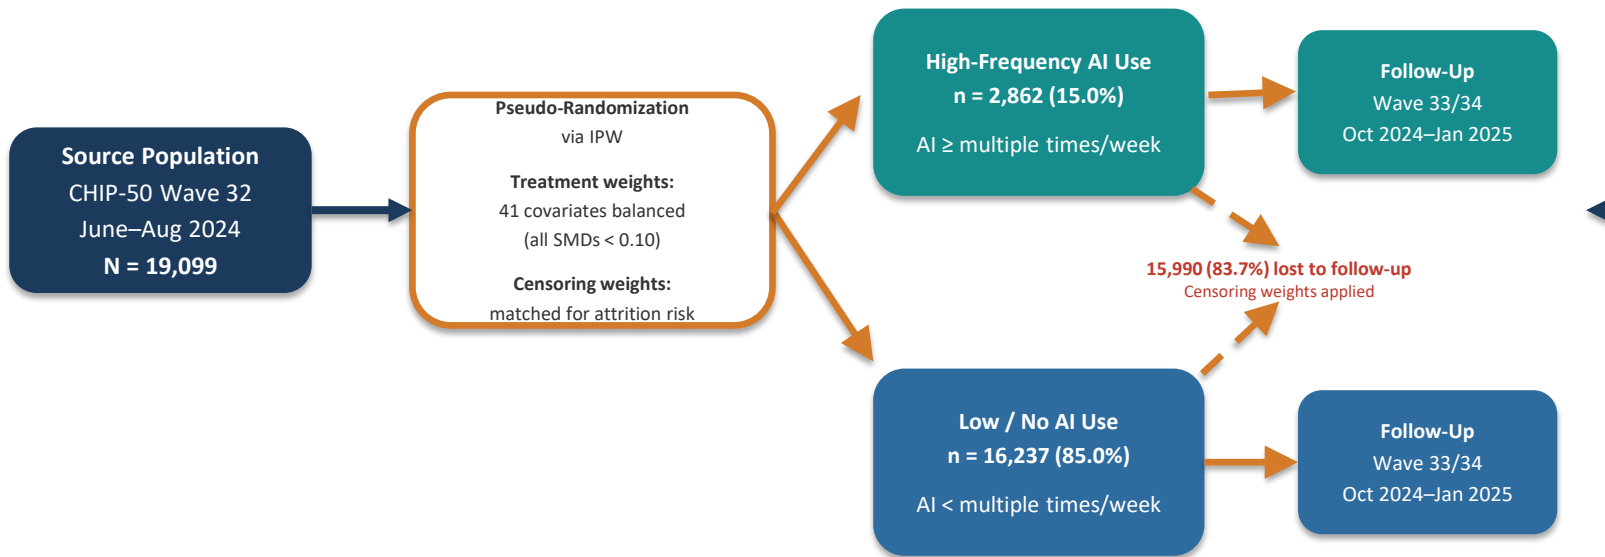 Source Population
CHIP-50 Wave 32
June–Aug 2024
N = 19,099
Pseudo-Randomization
via IPW
Treatment weights:
41 covariates balanced
(all SMDs < 0.10)
Censoring weights:
matched for attrition risk
High-Frequency AI Use
n = 2,862 (15.0%)
AI ≥ multiple times/week
Follow-Up
Wave 33/34
Oct 2024–Jan 2025
15,990 (83.7%) lost to follow-up
Censoring weights applied
Low / No AI Use
n = 16,237 (85.0%)
AI < multiple times/week
Follow-Up
Wave 33/34
Oct 2024–Jan 2025